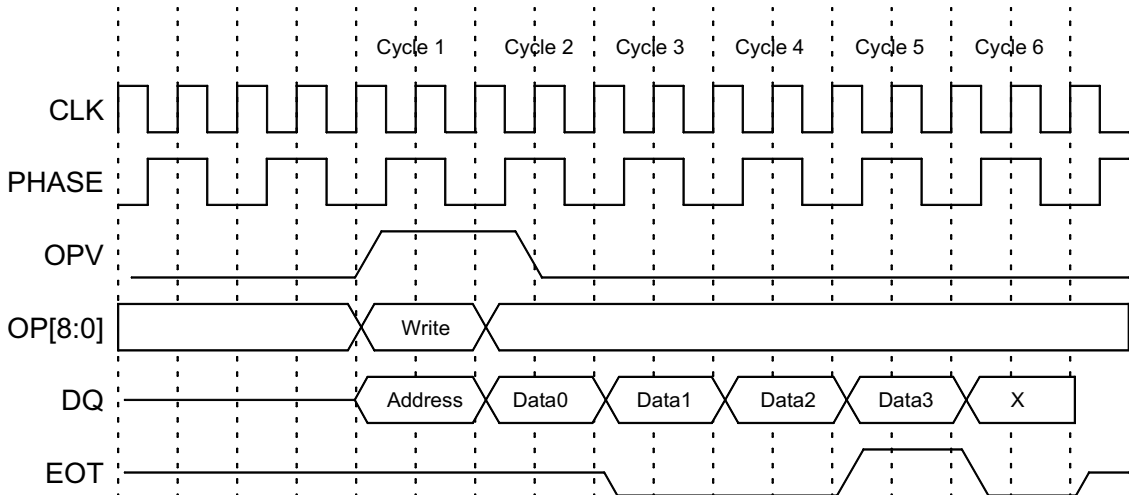 Cycle 1 Cycle 2 Cycle 3 Cycle 4 Cycle 5 Cycle 6
CLK
PHASE
OPV
OP[8:0] Write
DQ Address Data0 Data1 Data2 Data3 X
EOT